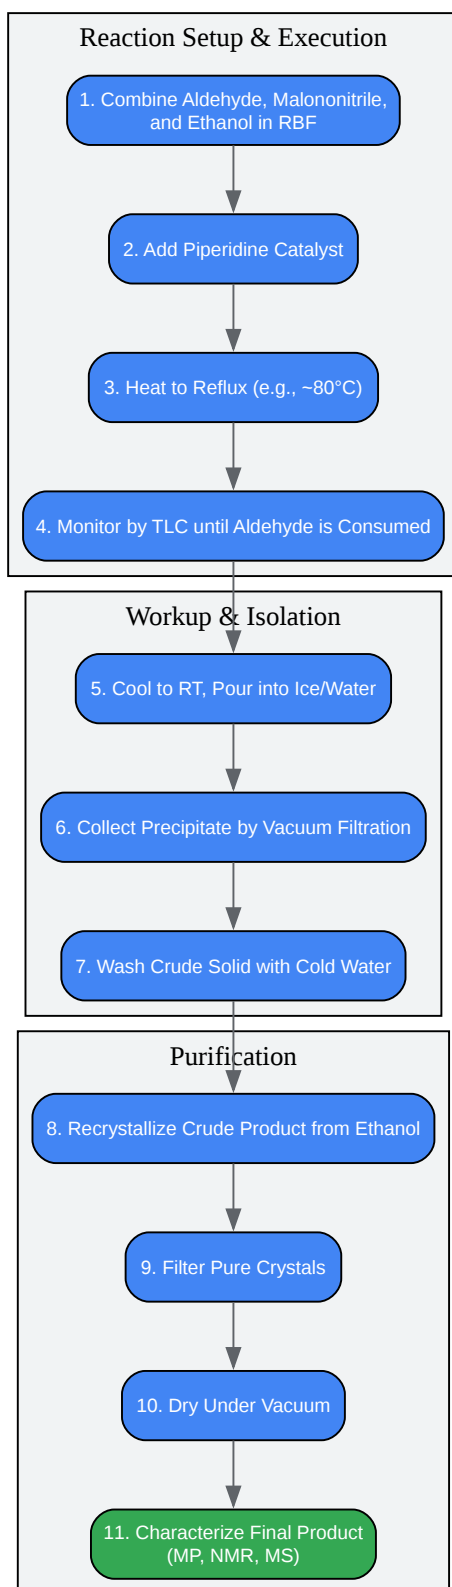 Reaction Setup & Execution
1. Combine Aldehyde, Malononitrile,
and Ethanol in RBF
2. Add Piperidine Catalyst
3. Heat to Reflux (e.g., ~80°C)
4. Monitor by TLC until Aldehyde is Consumed
Workup & Isolation
5. Cool to RT, Pour into Ice/Water
6. Collect Precipitate by Vacuum Filtration
7. Wash Crude Solid with Cold Water
Purification
8. Recrystallize Crude Product from Ethanol
9. Filter Pure Crystals
10. Dry Under Vacuum
11. Characterize Final Product
(MP, NMR, MS)